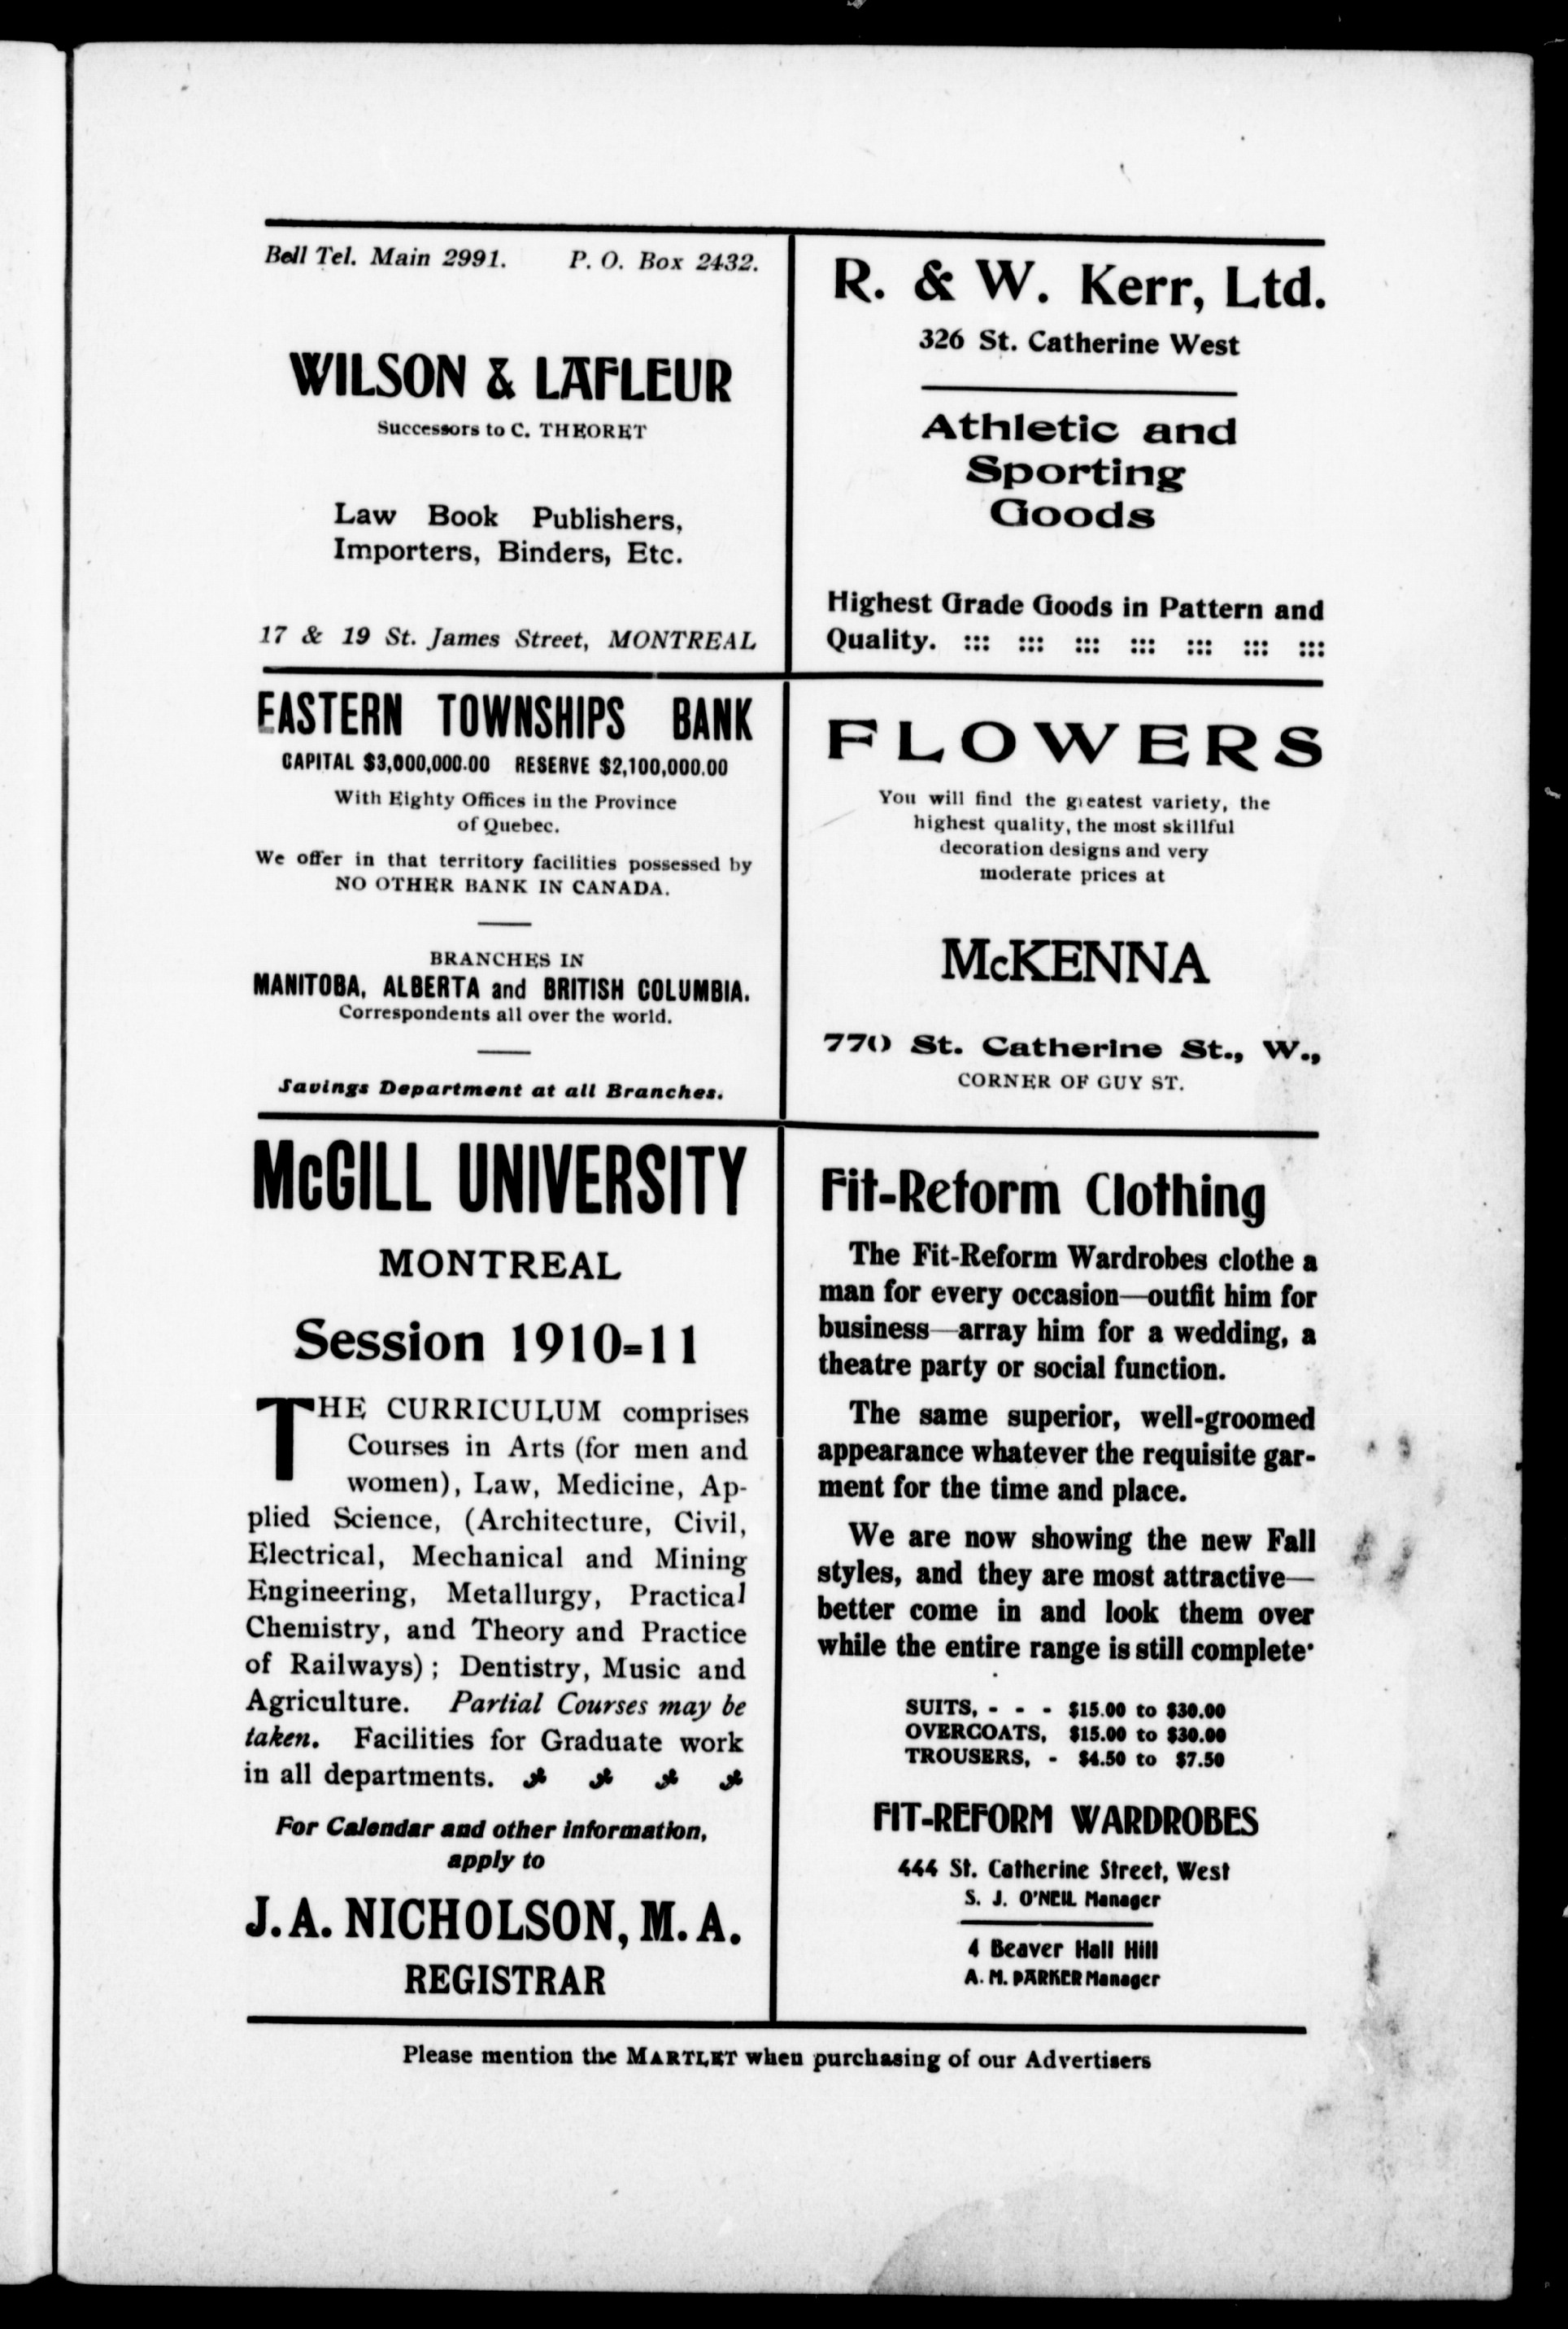 Bell Tel. Main 2991. P. O. Box 2432.
WILSON & LAFLEUR
Successors to C. THEORET
Law Book Publishers,
Importers, Binders, Etc.
17 & 19 St. James Street, MONTREAL
R. & W. Kerr, Ltd.
326 St. Catherine West
Athletic and
Sporting
Goods
Highest Grade Goods in Pattern and
Quality. ::: ::: ::: ::: ::: ::: :::
EASTERN TOWNSHIPS BANK
CAPITAL $3,000,000.00 RESERVE $2,100,000.00
With Eighty Offices in the Province
of Quebec.
We offer in that territory facilities possessed by
NO OTHER BANK IN CANADA.
BRANCHES IN
MANITOBA, ALBERTA and BRITISH COLUMBIA.
Correspondents all over the world.
Savings Department at all Branches.
FLOWERS
You will find the greatest variety, the
highest quality, the most skillful
decoration designs and very
moderate prices at
McKENNA
770 St. Catherine St., W.,
CORNER OF GUY ST.
McGILL UNIVERSITY
MONTREAL
Session 1910-11
THE CURRICULUM comprises
Courses in Arts (for men and
women), Law, Medicine, Ap-
plied Science, (Architecture, Civil,
Electrical, Mechanical and Mining
Engineering, Metallurgy, Practical
Chemistry, and Theory and Practice
of Railways) ; Dentistry, Music and
Agriculture. Partial Courses may be
taken. Facilities for Graduate work
in all departments.
For Calendar and other information,
apply to
J. A. NICHOLSON, M. A.
REGISTRAR
Fit-Reform Clothing
The Fit-Reform Wardrobes clothe a
man for every occasion—outfit him for
business—array him for a wedding, a
theatre party or social function.
The same superior, well-groomed
appearance whatever the requisite gar-
ment for the time and place.
We are now showing the new Fall
styles, and they are most attractive—
better come in and look them over
while the entire range is still complete·
SUITS, - - - $15.00 to $30.00
OVERCOATS, $15.00 to $30.00
TROUSERS, - $4.50 to $7.50
FIT-REFORM WARDROBES
444 St. Catherine Street, West
S. J. O'NEIL Manager
4 Beaver Hall Hill
A. M. PARKER Manager
Please mention the MARTLET when purchasing of our Advertisers